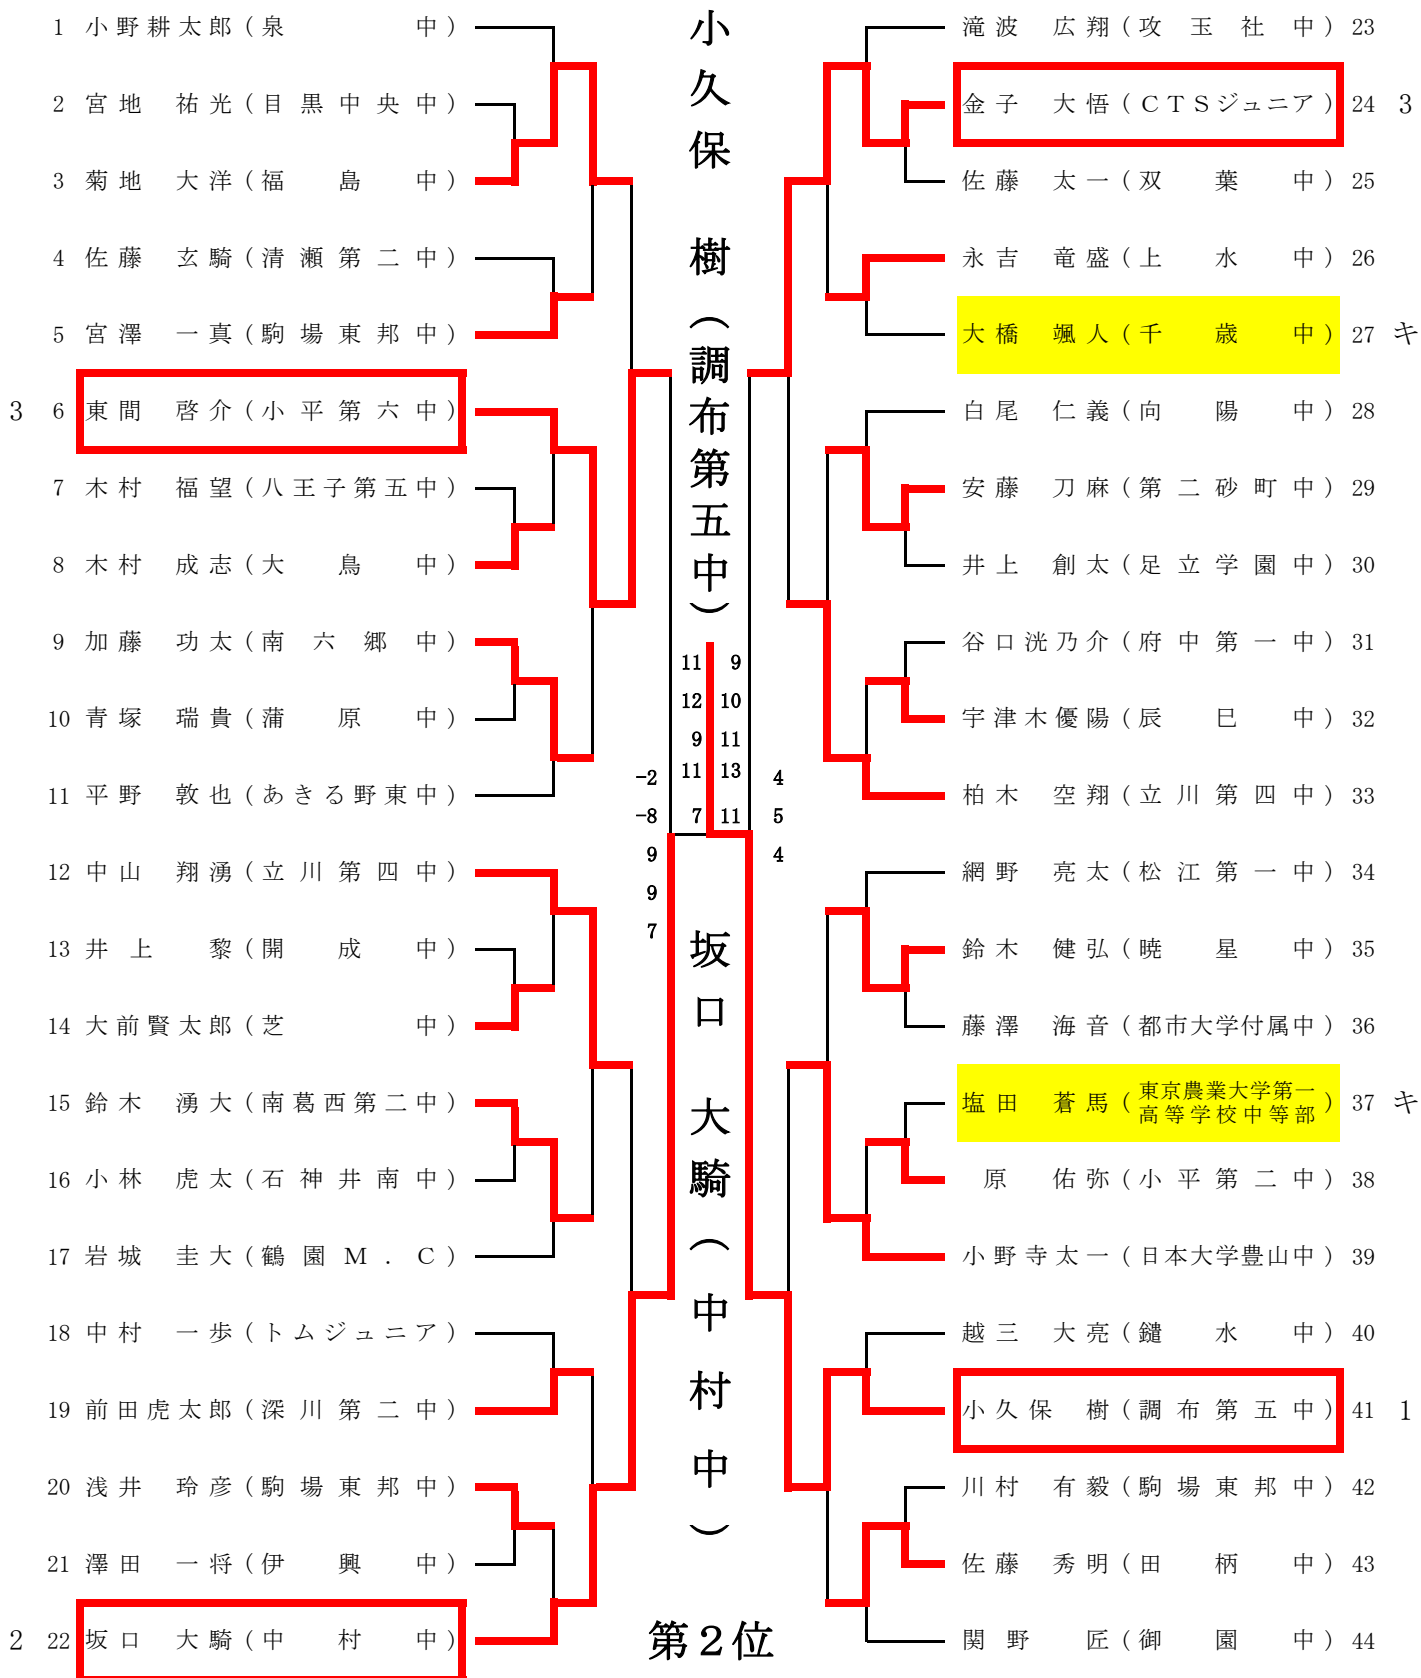 1 小野耕太郎(泉中)
2 宮地 祐光(目黒中央中)
3 菊地 大洋(福島中)
4 佐藤 玄騎(清瀬第二中)
5 宮澤 一真(駒場東邦中)
3 6 東間 啓介(小平第六中)
7 木村 福望(八王子第五中)
8 木村 成志(大鳥中)
9 加藤 功太(南六郷中)
10 青塚 瑞貴(蒲原中)
11 平野 敦也(あきる野東中)
12 中山 翔湧(立川第四中)
13 井上 黎(開成中)
14 大前賢太郎(芝中)
15 鈴木 湧大(南葛西第二中)
16 小林 虎太(石神井南中)
17 岩城 圭大(鶴園M.C)
18 中村 一歩(トムジュニア)
19 前田虎太郎(深川第二中)
20 浅井 玲彦(駒場東邦中)
21 澤田 一将(伊興中)
2 22 坂口 大騎(中村中)
小久保 樹(調布第五中)
11 9
12 10
9 11
11 13
7 11
-2
-8
9
9
7
4
5
4
坂口 大騎(中村中)
第2位
滝波 広翔(攻玉社中) 23
金子 大悟(CTSジュニア) 24 3
佐藤 太一(双葉中) 25
永吉 竜盛(上水中) 26
大橋 颯人(千歳中) 27 キ
白尾 仁義(向陽中) 28
安藤 刀麻(第二砂町中) 29
井上 創太(足立学園中) 30
谷口洸乃介(府中第一中) 31
宇津木優陽(辰巳中) 32
柏木 空翔(立川第四中) 33
網野 亮太(松江第一中) 34
鈴木 健弘(暁星中) 35
藤澤 海音(都市大学付属中) 36
塩田 蒼馬(東京農業大学第一高等学校中等部) 37 キ
原 佑弥(小平第二中) 38
小野寺太一(日本大学豊山中) 39
越三 大亮(鑓水中) 40
小久保 樹(調布第五中) 41 1
川村 有毅(駒場東邦中) 42
佐藤 秀明(田柄中) 43
関野 匠(御園中) 44